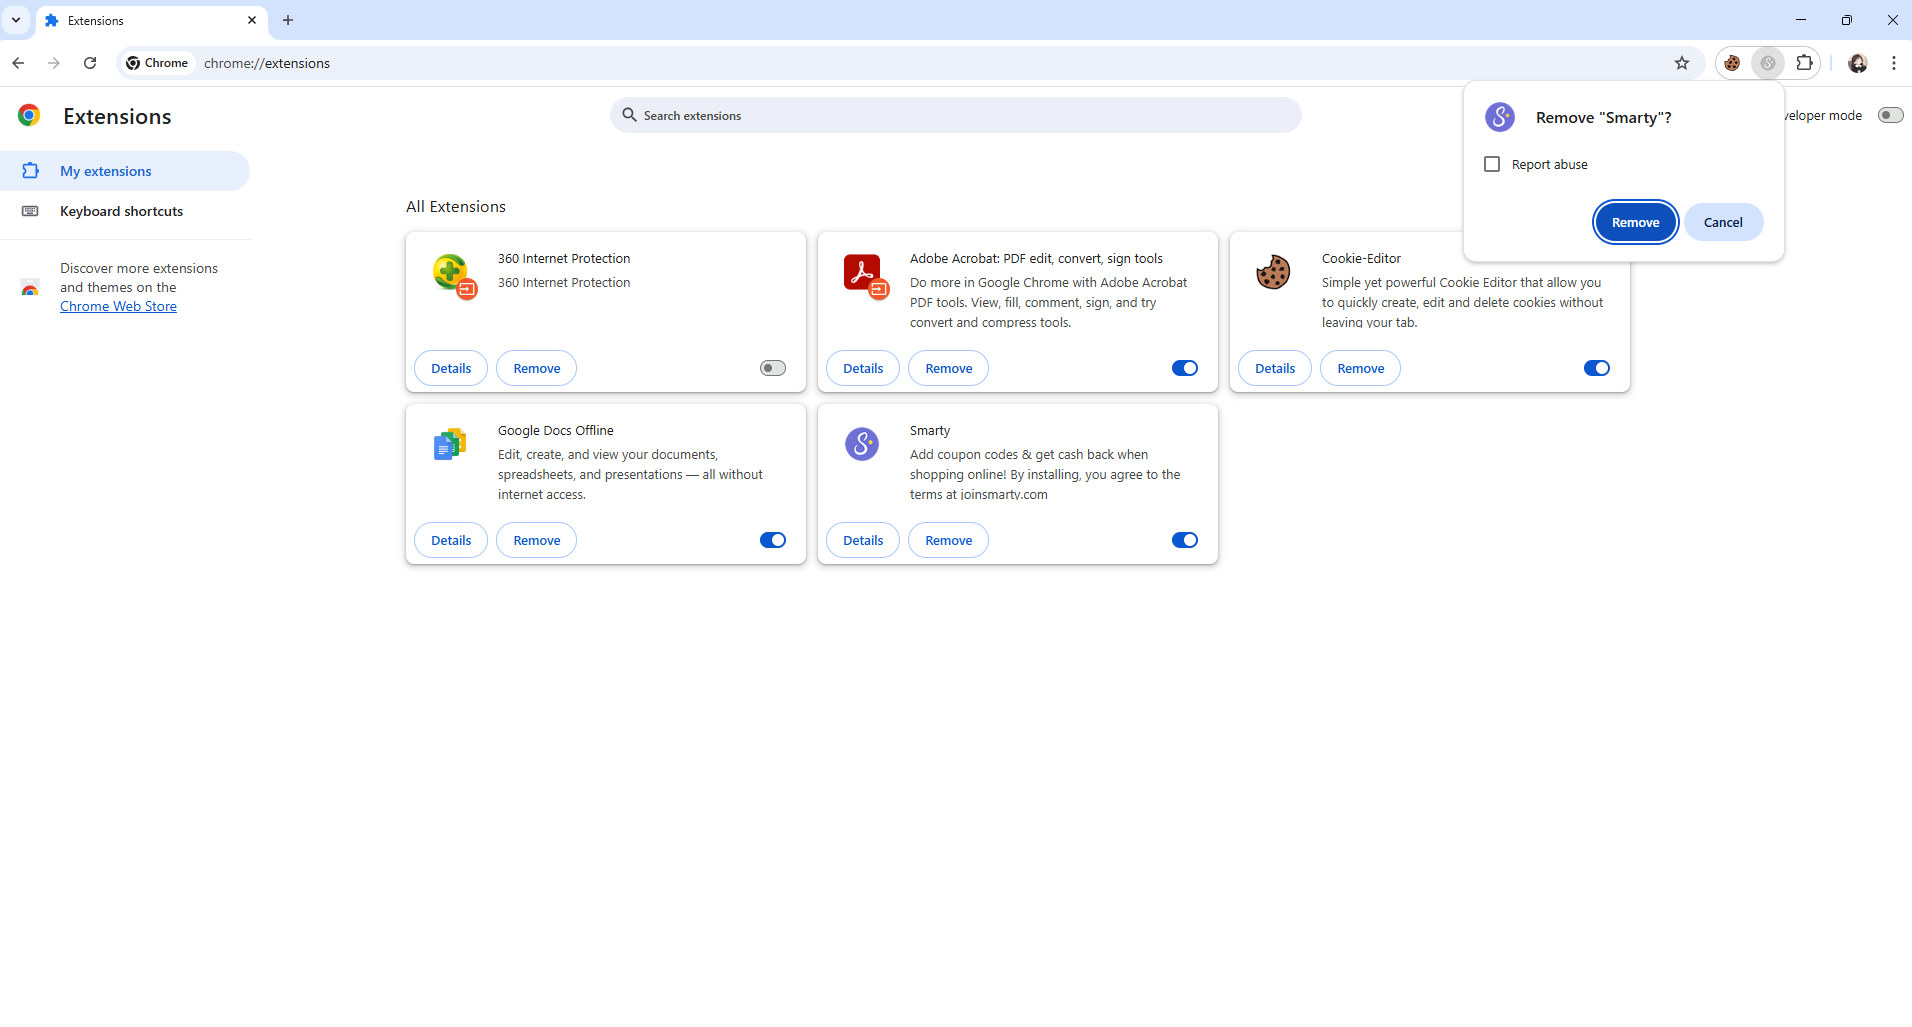 Extensions
Chrome
chrome://extensions
Extensions
Search extensions
veloper mode
Remove "Smarty"?
Report abuse
Remove
Cancel
My extensions
Keyboard shortcuts
Discover more extensions
and themes on the
Chrome Web Store
All Extensions
360 Internet Protection
360 Internet Protection
Details
Remove
Adobe Acrobat: PDF edit, convert, sign tools
Do more in Google Chrome with Adobe Acrobat
PDF tools. View, fill, comment, sign, and try
convert and compress tools.
Details
Remove
Cookie-Editor
Simple yet powerful Cookie Editor that allow you
to quickly create, edit and delete cookies without
leaving your tab.
Details
Remove
Google Docs Offline
Edit, create, and view your documents,
spreadsheets, and presentations — all without
internet access.
Details
Remove
Smarty
Add coupon codes & get cash back when
shopping online! By installing, you agree to the
terms at joinsmarty.com
Details
Remove